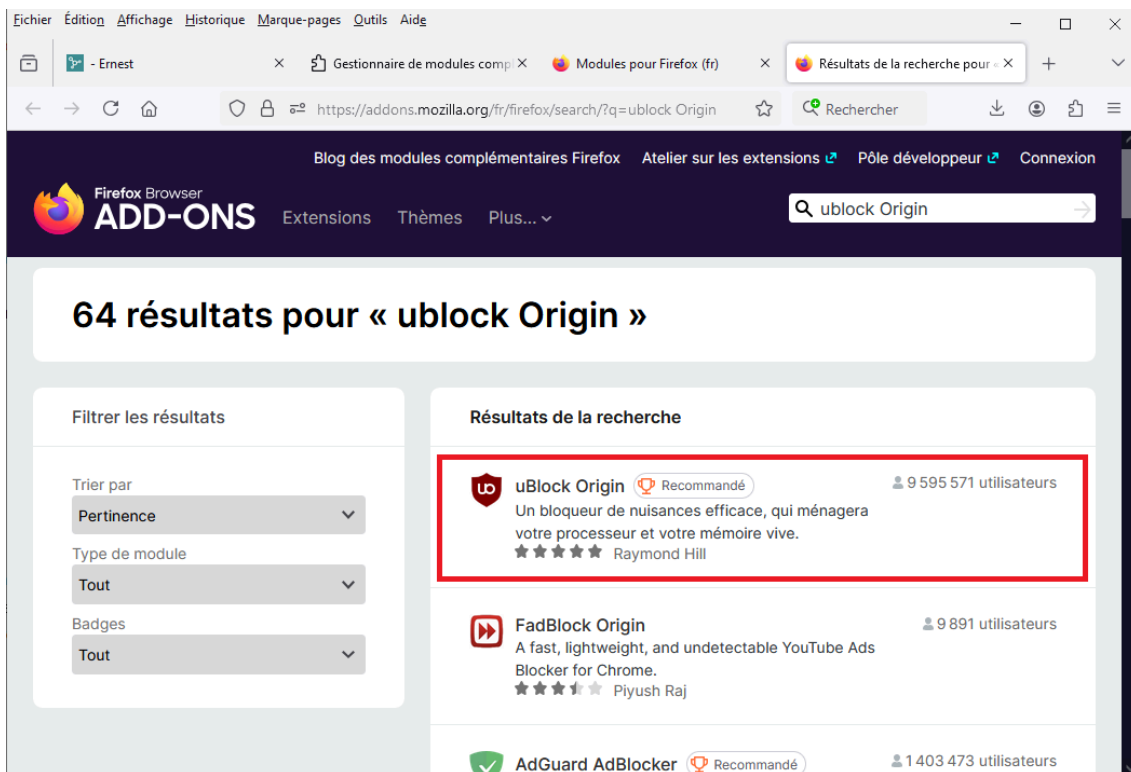 Fichier Édition Affichage Historique Marque-pages Outils Aide
- Ernest
Gestionnaire de modules compl
Modules pour Firefox (fr)
Résultats de la recherche pour «
https://addons.mozilla.org/fr/firefox/search/?q=ublock Origin
Rechercher
Blog des modules complémentaires Firefox Atelier sur les extensions Pôle développeur Connexion
Firefox Browser
ADD-ONS
Extensions Thèmes Plus...
ublock Origin
64 résultats pour « ublock Origin »
Filtrer les résultats
Trier par
Pertinence
Type de module
Tout
Badges
Tout
Résultats de la recherche
uBlock Origin Recommandé 9 595 571 utilisateurs
Un bloqueur de nuisances efficace, qui ménagera
votre processeur et votre mémoire vive.
Raymond Hill
FadBlock Origin 9 891 utilisateurs
A fast, lightweight, and undetectable YouTube Ads
Blocker for Chrome.
Piyush Raj
AdGuard AdBlocker Recommandé 1 403 473 utilisateurs